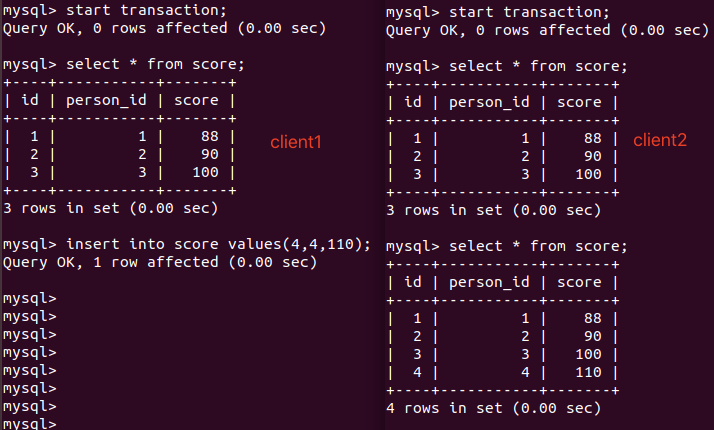 mysql> start transaction;
Query OK, 0 rows affected (0.00 sec)
mysql> select * from score;
+----+-----------+-------+
| id | person_id | score |
+----+-----------+-------+
| 1 | 1 | 88 |
| 2 | 2 | 90 |
| 3 | 3 | 100 |
+----+-----------+-------+
3 rows in set (0.00 sec)
mysql> insert into score values(4,4,110);
Query OK, 1 row affected (0.00 sec)
mysql>
mysql>
mysql>
mysql>
mysql>
mysql>
mysql>
mysql>
client1
mysql> start transaction;
Query OK, 0 rows affected (0.00 sec)
mysql> select * from score;
+----+-----------+-------+
| id | person_id | score |
+----+-----------+-------+
| 1 | 1 | 88 |
| 2 | 2 | 90 |
| 3 | 3 | 100 |
+----+-----------+-------+
3 rows in set (0.00 sec)
mysql> select * from score;
+----+-----------+-------+
| id | person_id | score |
+----+-----------+-------+
| 1 | 1 | 88 |
| 2 | 2 | 90 |
| 3 | 3 | 100 |
| 4 | 4 | 110 |
+----+-----------+-------+
4 rows in set (0.00 sec)
client2